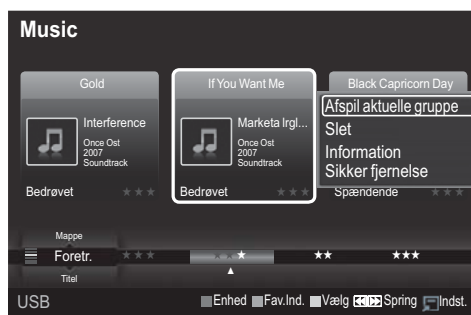 Music
Gold
If You Want Me
Black Capricorn Day
Interference
Once Ost
2007
Soundtrack
Bedrøvet ★★★
Marketa Irgl...
Once Ost
2007
Soundtrack
Bedrøvet ★★★
Afspil aktuelle gruppe
Slet
Information
Sikker fjernelse
Spændende ★★★
Mappe
Foretr. ★★★ ★★★ ★★ ★★★
Titel
USB
Enhed Fav.Ind. Vælg Spring Indst.